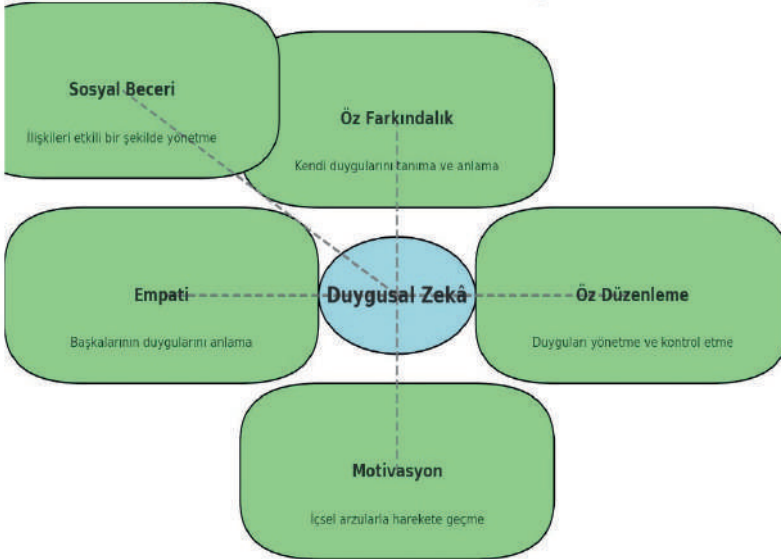 Sosyal Beceri
İlişkileri etkili bir şekilde yönetme
Öz Farkındalık
Kendi duygularını tanıma ve anlama
Empati
Başkalarının duygularını anlama
Duygusal Zekâ
Öz Düzenleme
Duyguları yönetme ve kontrol etme
Motivasyon
İçsel arzularla harekete geçme